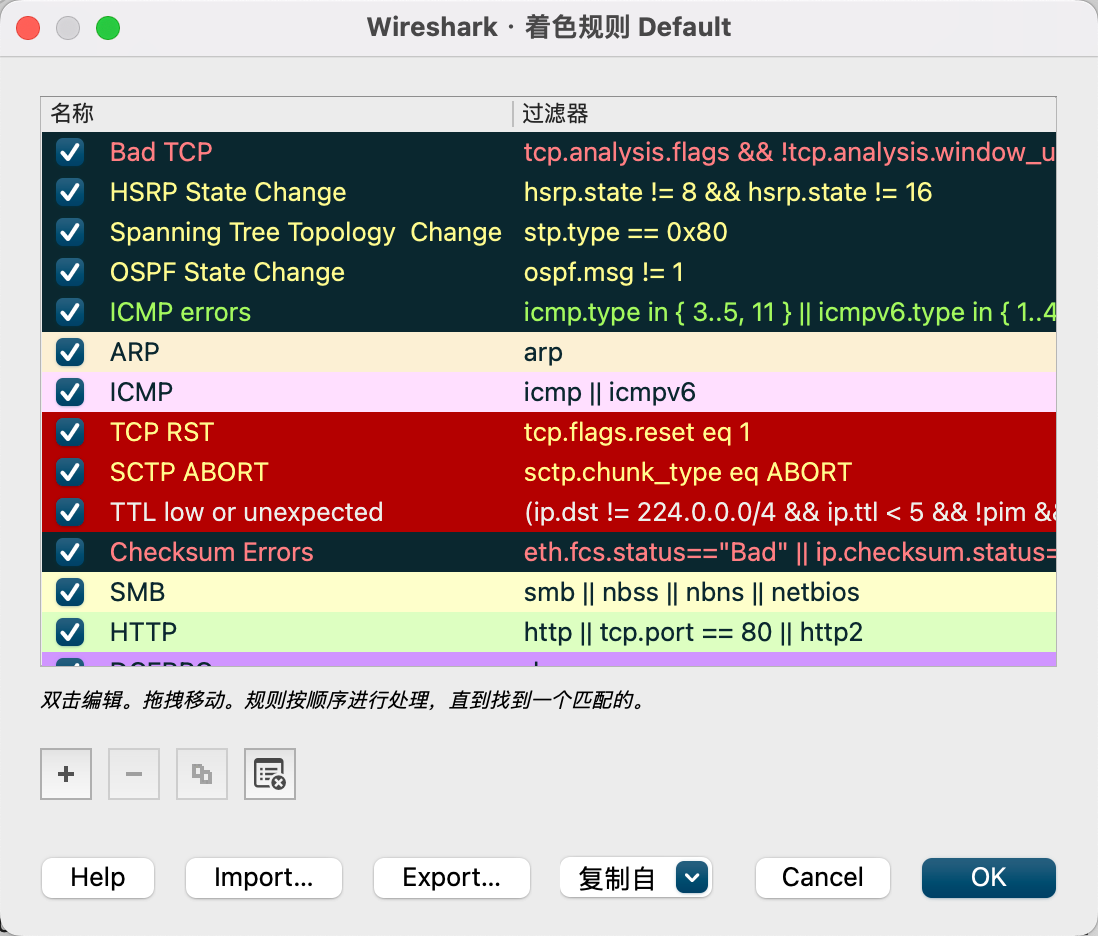 Wireshark · 着色规则 Default
名称 过滤器
Bad TCP tcp.analysis.flags && !tcp.analysis.window_u
HSRP State Change hsrp.state != 8 && hsrp.state != 16
Spanning Tree Topology  Change stp.type == 0x80
OSPF State Change ospf.msg != 1
ICMP errors icmp.type in { 3..5, 11 } || icmpv6.type in { 1..4
ARP arp
ICMP icmp || icmpv6
TCP RST tcp.flags.reset eq 1
SCTP ABORT sctp.chunk_type eq ABORT
TTL low or unexpected (ip.dst != 224.0.0.0/4 && ip.ttl < 5 && !pim &&
Checksum Errors eth.fcs.status=="Bad" || ip.checksum.status=
SMB smb || nbss || nbns || netbios
HTTP http || tcp.port == 80 || http2
双击编辑。拖拽移动。规则按顺序进行处理，直到找到一个匹配的。
Help Import... Export... 复制自 Cancel OK